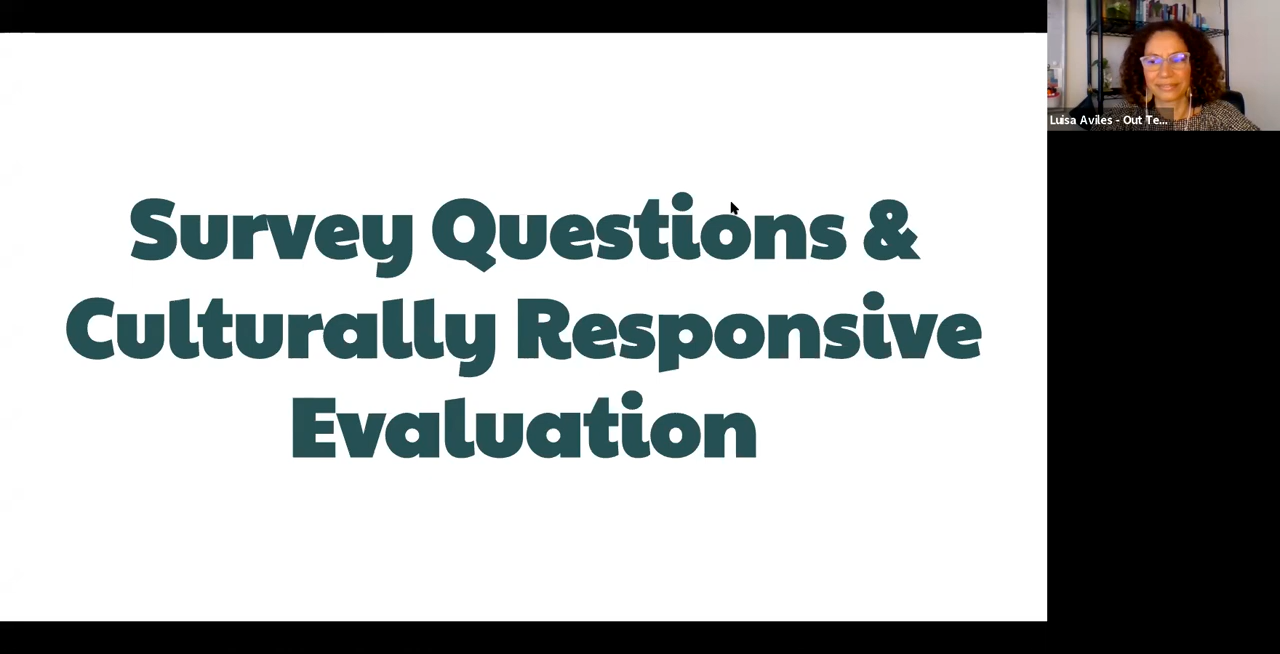 Survey Questions &
Culturally Responsive
Evaluation
Luisa Aviles - Out Te...